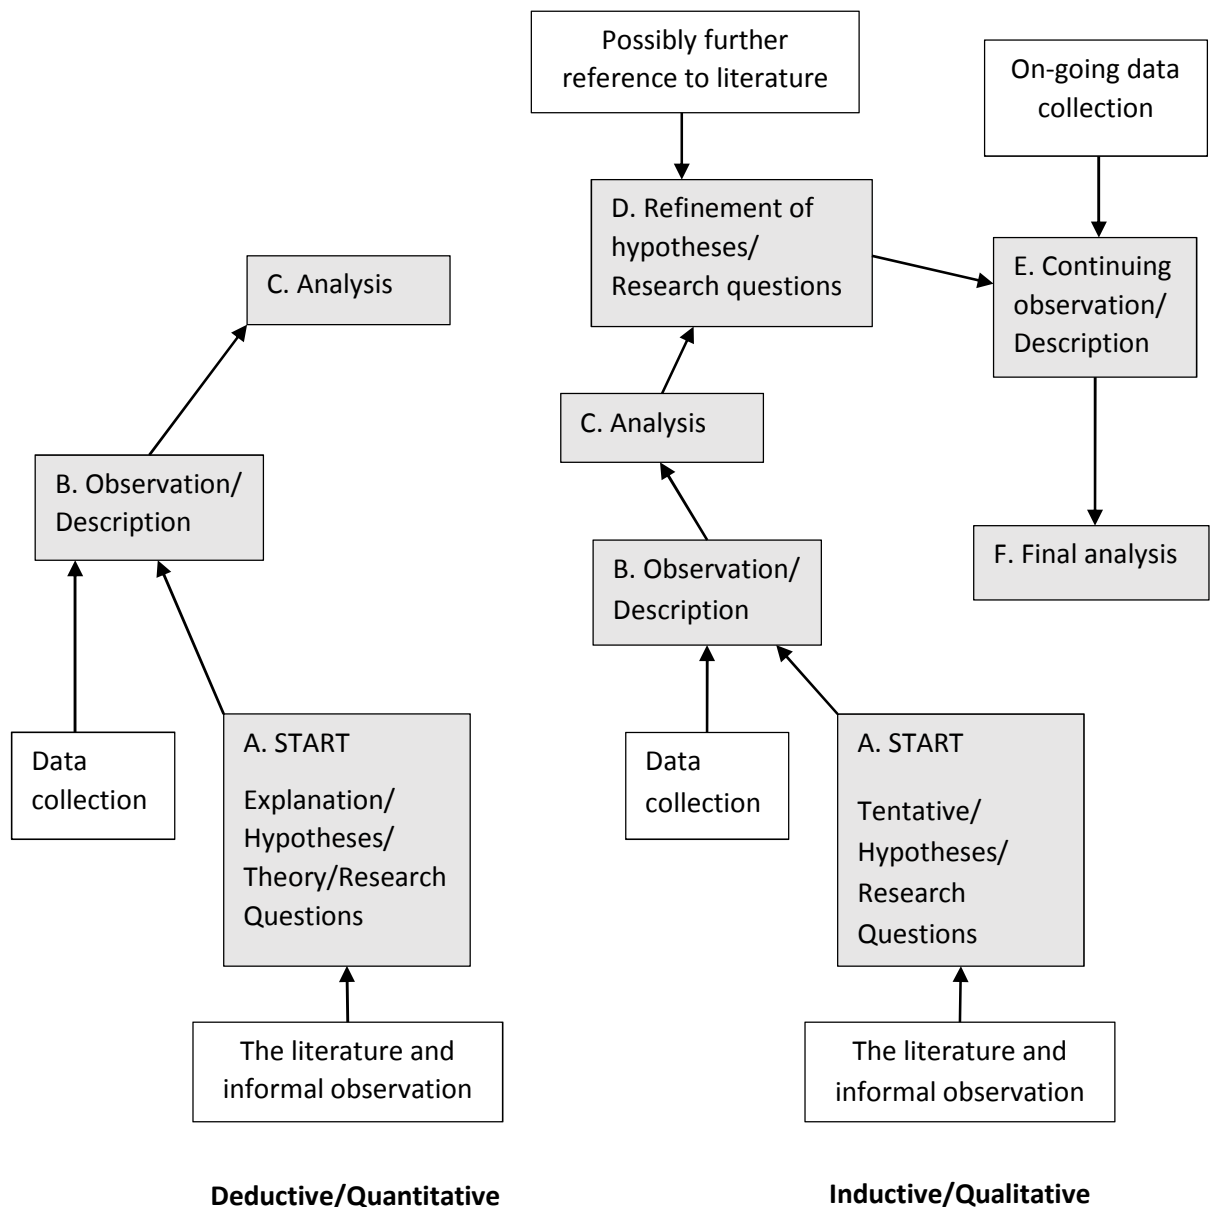 Possibly further
reference to literature
On-going data
collection
D. Refinement of
hypotheses/
Research questions
E. Continuing
observation/
Description
C. Analysis
C. Analysis
B. Observation/
Description
F. Final analysis
B. Observation/
Description
Data
collection
A. START
Explanation/
Hypotheses/
Theory/Research
Questions
Data
collection
A. START
Tentative/
Hypotheses/
Research
Questions
The literature and
informal observation
The literature and
informal observation
Deductive/Quantitative
Inductive/Qualitative